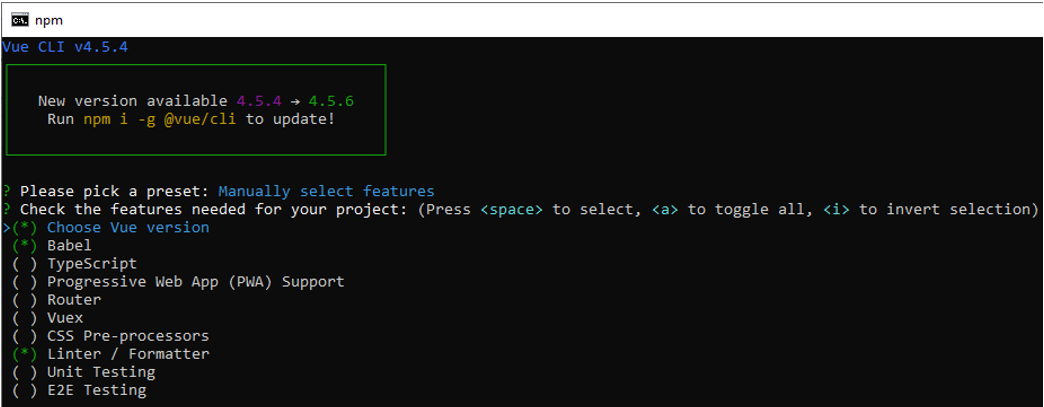 npm
Vue CLI v4.5.4
New version available 4.5.4 → 4.5.6
Run npm i -g @vue/cli to update!
? Please pick a preset: Manually select features
? Check the features needed for your project: (Press <space> to select, <a> to toggle all, <i> to invert selection)
>(*) Choose Vue version
(*) Babel
( ) TypeScript
( ) Progressive Web App (PWA) Support
( ) Router
( ) Vuex
( ) CSS Pre-processors
(*) Linter / Formatter
( ) Unit Testing
( ) E2E Testing